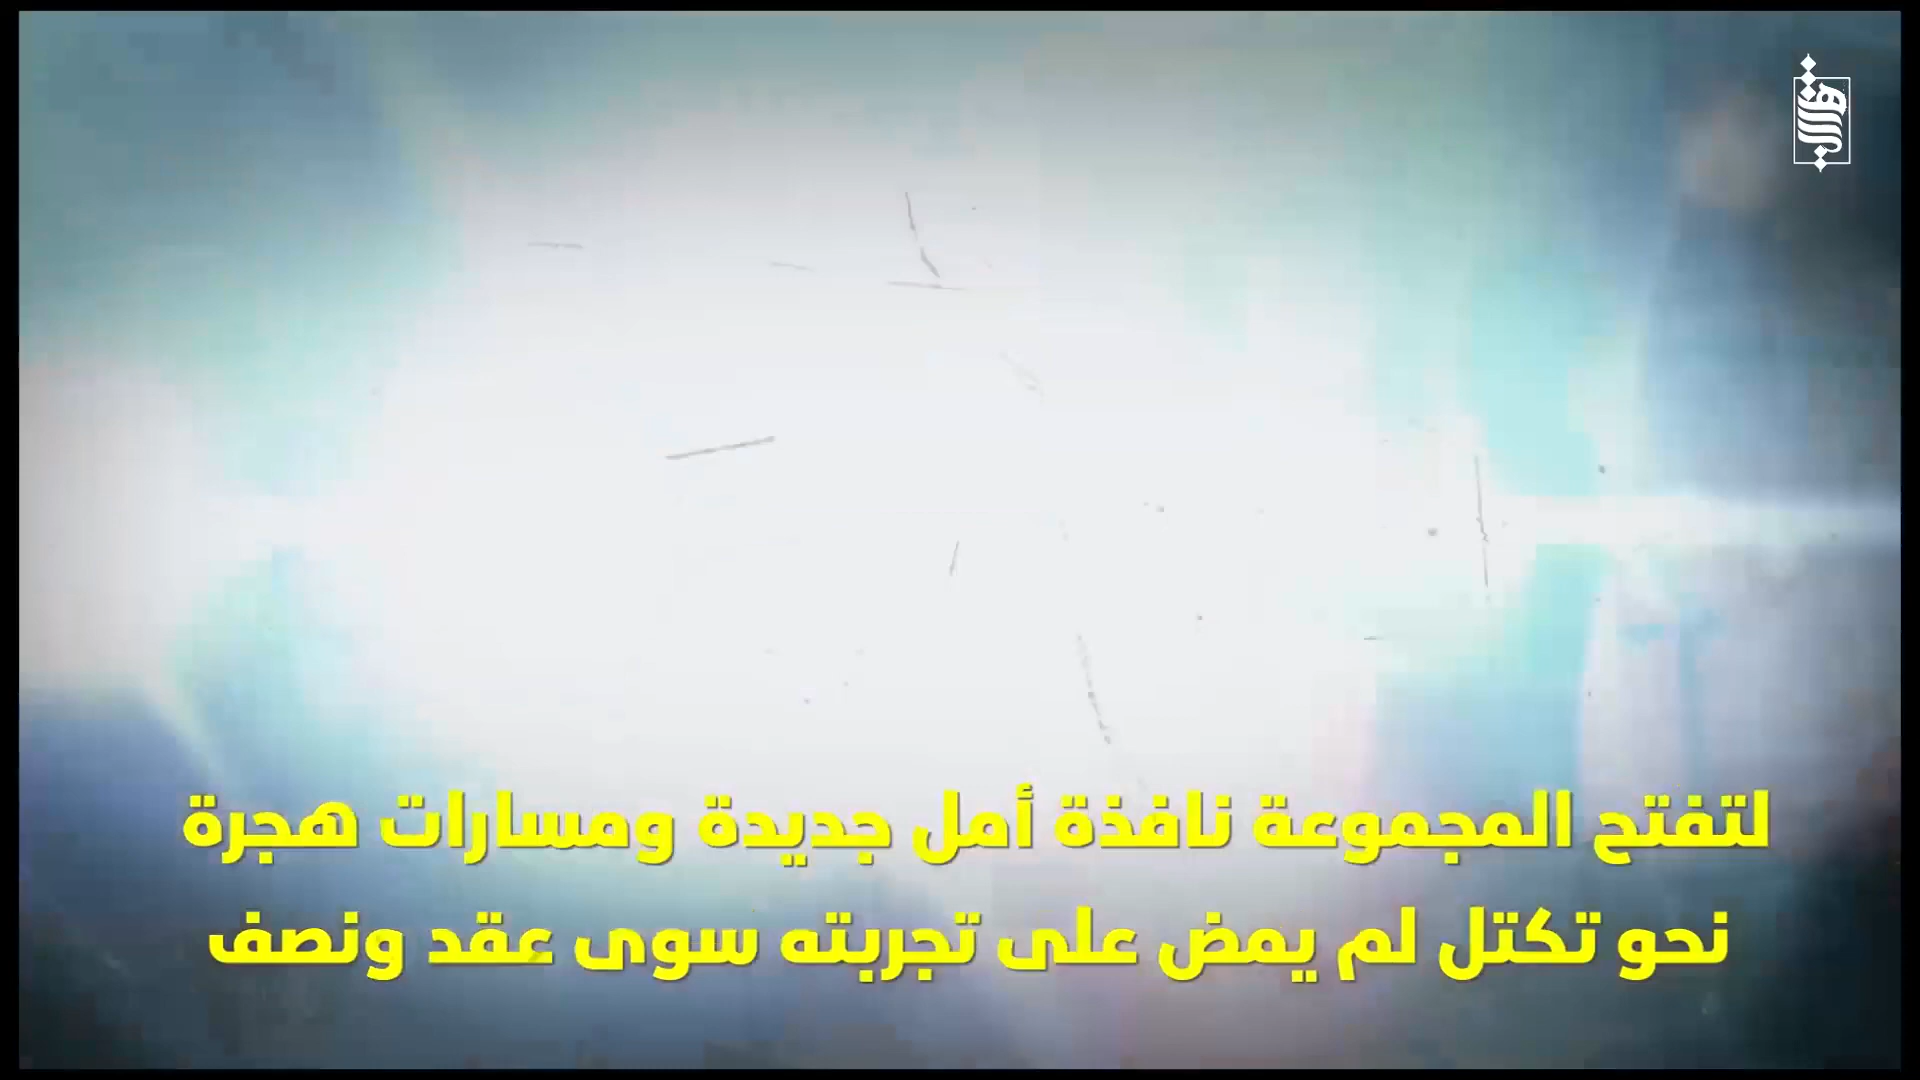 لتفتح المجموعة نافذة أمل جديدة ومسارات هجرة
نحو تكتل لم يمض على تجربته سوى عقد ونصف